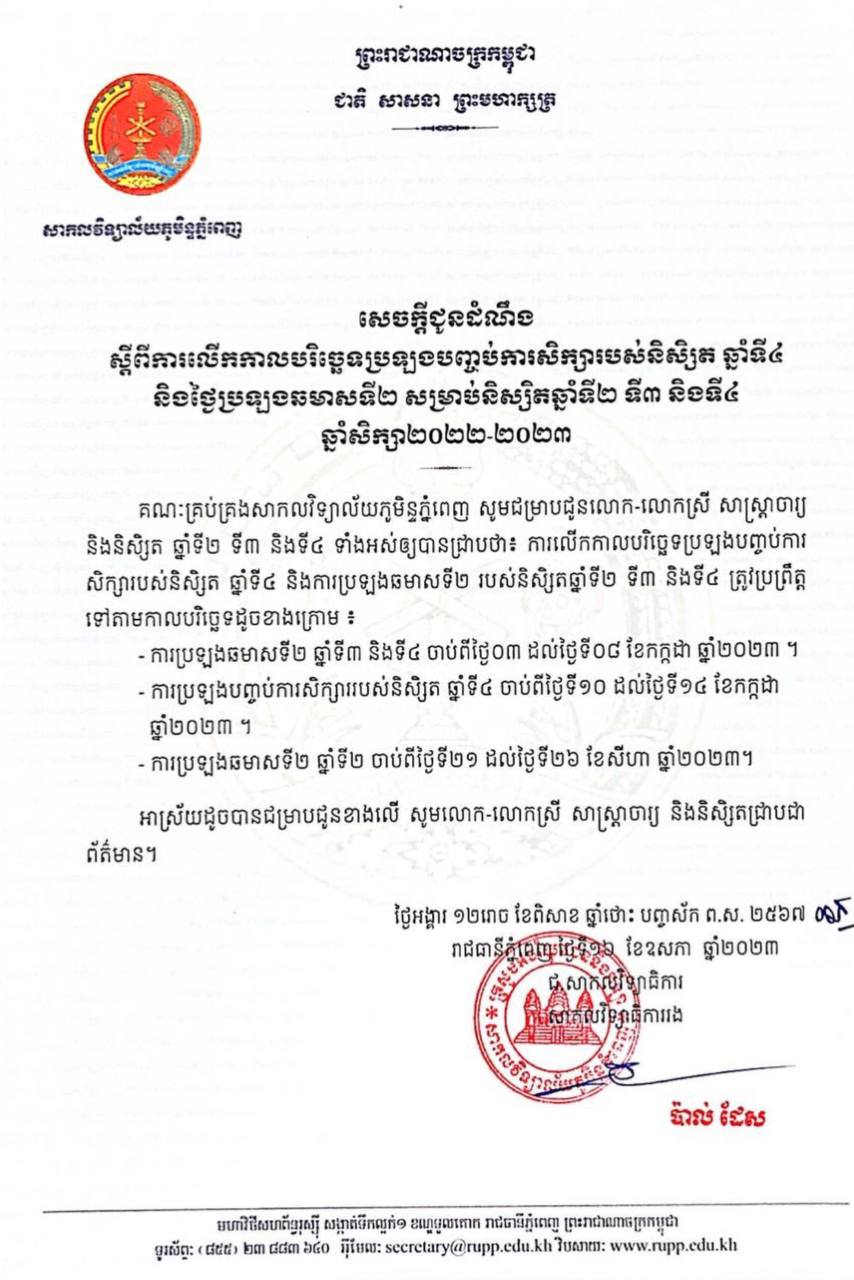 ព្រះរាជាណាចក្រកម្ពុជា
ជាតិ សាសនា ព្រះមហាក្សត្រ
សាកលវិទ្យាល័យភូមិន្ទភ្នំពេញ
សេចក្តីជូនដំណឹង
ស្តីពីការលើកកាលបរិច្ឆេទប្រឡងបញ្ចប់ការសិក្សារបស់និស្សិត ឆ្នាំទី៤
និងថ្ងៃប្រឡងឆមាសទី២ សម្រាប់និស្សិតឆ្នាំទី២ ទី៣ និងទី៤
ឆ្នាំសិក្សា២០២២-២០២៣
គណៈគ្រប់គ្រងសាកលវិទ្យាល័យភូមិន្ទភ្នំពេញ សូមជម្រាបជូនលោក-លោកស្រី សាស្ត្រាចារ្យ
និងនិស្សិត ឆ្នាំទី២ ទី៣ និងទី៤ ទាំងអស់ឲ្យបានជ្រាបថា៖ ការលើកកាលបរិច្ឆេទប្រឡងបញ្ចប់ការ
សិក្សារបស់និស្សិត ឆ្នាំទី៤ និងការប្រឡងឆមាសទី២ របស់និស្សិតឆ្នាំទី២ ទី៣ និងទី៤ ត្រូវប្រព្រឹត្ត
ទៅតាមកាលបរិច្ឆេទដូចខាងក្រោម ៖
- ការប្រឡងឆមាសទី២ ឆ្នាំទី៣ និងទី៤ ចាប់ពីថ្ងៃ០៣ ដល់ថ្ងៃទី០៨ ខែកក្កដា ឆ្នាំ២០២៣ ។
- ការប្រឡងបញ្ចប់ការសិក្សាររបស់និស្សិត ឆ្នាំទី៤ ចាប់ពីថ្ងៃទី១០ ដល់ថ្ងៃទី១៤ ខែកក្កដា
ឆ្នាំ២០២៣ ។
- ការប្រឡងឆមាសទី២ ឆ្នាំទី២ ចាប់ពីថ្ងៃទី២១ ដល់ថ្ងៃទី២៦ ខែសីហា ឆ្នាំ២០២៣។
អាស្រ័យដូចបានជម្រាបជូនខាងលើ សូមលោក-លោកស្រី សាស្ត្រាចារ្យ និងនិស្សិតជ្រាបជា
ព័ត៌មាន។
ថ្ងៃអង្គារ ១២រោច ខែពិសាខ ឆ្នាំថោះ បញ្ចស័ក ព.ស. ២៥៦៧
រាជធានីភ្នំពេញ ថ្ងៃទី១៦ ខែឧសភា ឆ្នាំ២០២៣
ជ.សាកលវិទ្យាធិការ
សាកលវិទ្យាធិការរង
ប៉ាល់ ដែស
មហាវិថីសហព័ន្ធរុស្ស៊ី សង្កាត់ទឹកល្អក់១ ខណ្ឌទួលគោក រាជធានីភ្នំពេញ ព្រះរាជាណាចក្រកម្ពុជា
ទូរស័ព្ទ: (៨៥៥) ២៣ ៨៨៣ ៦៤០ អ៊ីមែល: secretary@rupp.edu.kh វិបសាយ: www.rupp.edu.kh